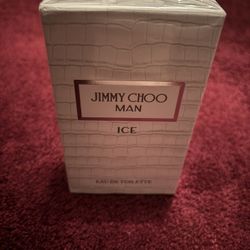 JIMMY CHOO
MAN
ICE
EAU DE TOILETTE